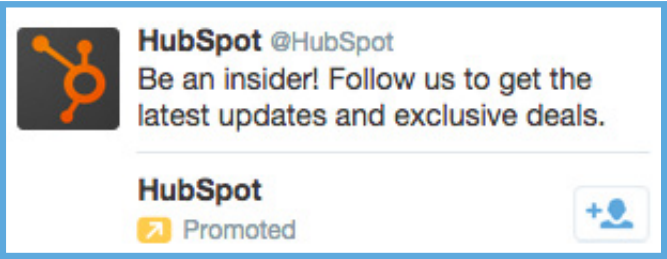 HubSpot @HubSpot
Be an insider! Follow us to get the
latest updates and exclusive deals.
HubSpot
Promoted